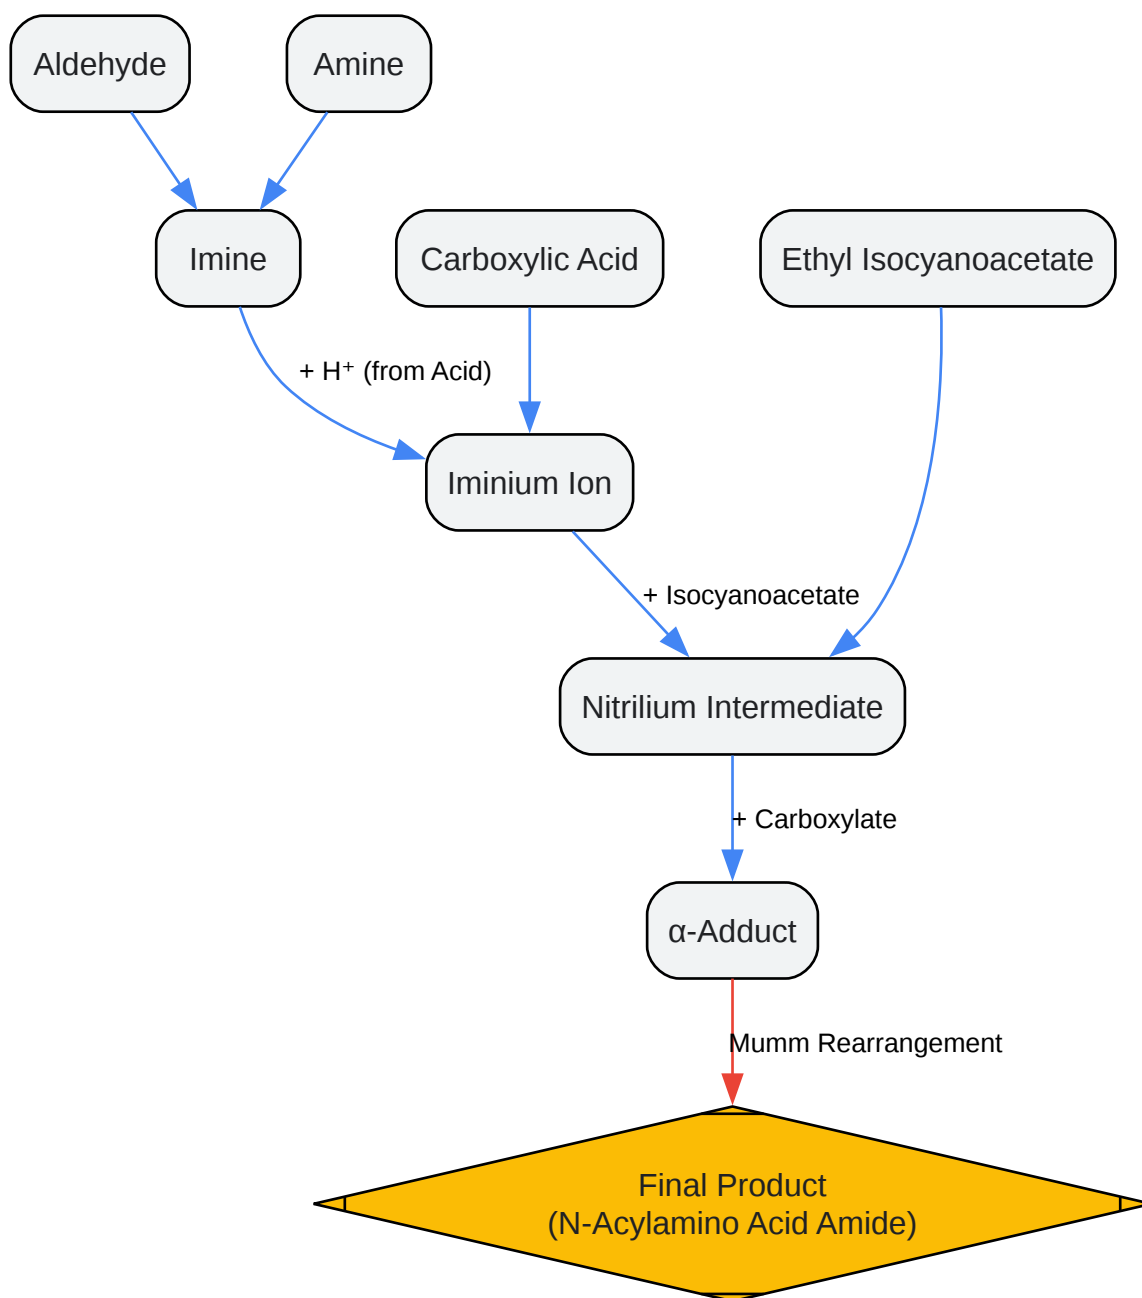 Aldehyde
Amine
Imine
Carboxylic Acid
Ethyl Isocyanoacetate
+ H⁺ (from Acid)
Iminium Ion
+ Isocyanoacetate
Nitrilium Intermediate
+ Carboxylate
α-Adduct
Mumm Rearrangement
Final Product
(N-Acylamino Acid Amide)